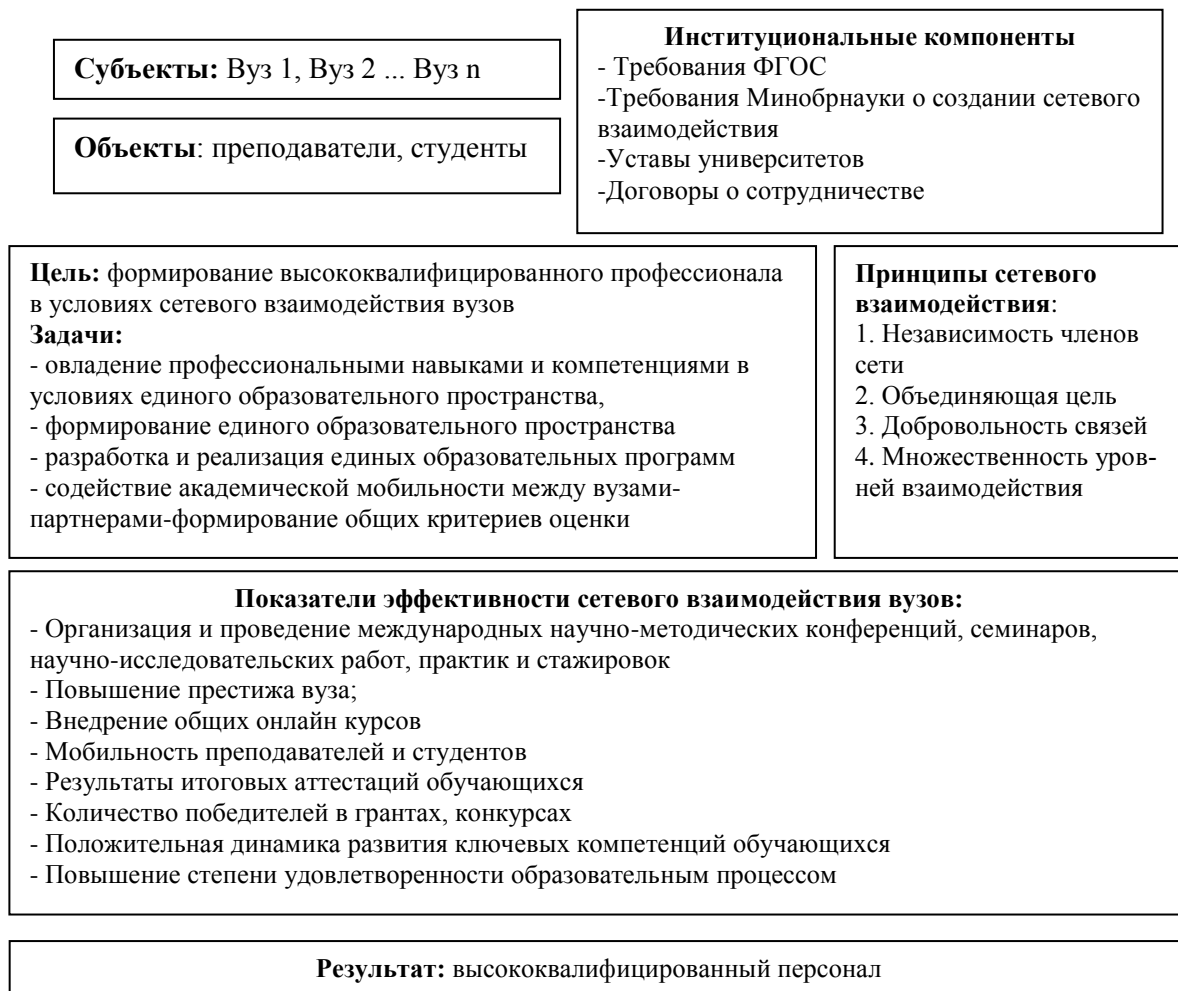 Субъекты: Вуз 1, Вуз 2 ... Вуз n
Объекты: преподаватели, студенты
Институциональные компоненты
- Требования ФГОС
-Требования Минобрнауки о создании сетевого
взаимодействия
-Уставы университетов
-Договоры о сотрудничестве
Цель: формирование высококвалифицированного профессионала
в условиях сетевого взаимодействия вузов
Задачи:
- овладение профессиональными навыками и компетенциями в
условиях единого образовательного пространства,
- формирование единого образовательного пространства
- разработка и реализация единых образовательных программ
- содействие академической мобильности между вузами-
партнерами-формирование общих критериев оценки
Принципы сетевого
взаимодействия:
1. Независимость членов
сети
2. Объединяющая цель
3. Добровольность связей
4. Множественность уров-
ней взаимодействия
Показатели эффективности сетевого взаимодействия вузов:
- Организация и проведение международных научно-методических конференций, семинаров,
научно-исследовательских работ, практик и стажировок
- Повышение престижа вуза;
- Внедрение общих онлайн курсов
- Мобильность преподавателей и студентов
- Результаты итоговых аттестаций обучающихся
- Количество победителей в грантах, конкурсах
- Положительная динамика развития ключевых компетенций обучающихся
- Повышение степени удовлетворенности образовательным процессом
Результат: высококвалифицированный персонал